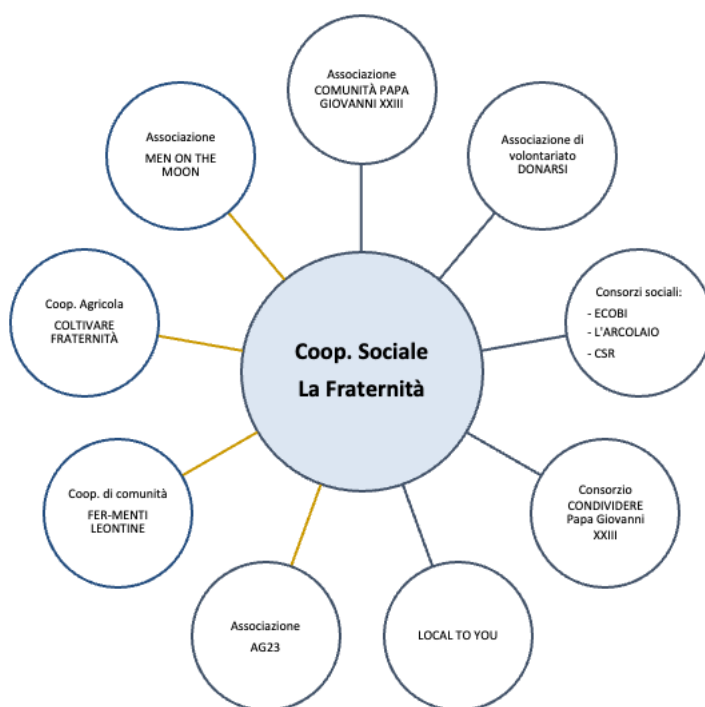 Associazione
COMUNITÀ PAPA
GIOVANNI XXIII
Associazione di
volontariato
DONARSI
Consorzi sociali:
- ECOBI
- L'ARCOLAIO
- CSR
Consorzio
CONDIVIDERE
Papa Giovanni
XXIII
LOCAL TO YOU
Associazione
AG23
Coop. di comunità
FER-MENTI
LEONTINE
Coop. Agricola
COLTIVARE
FRATERNITÀ
Associazione
MEN ON THE
MOON
Coop. Sociale
La Fraternità